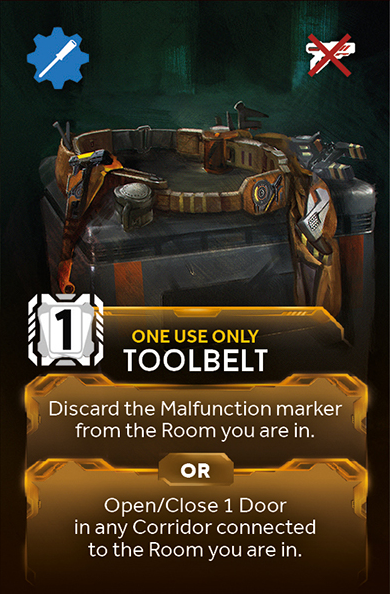 1
ONE USE ONLY
TOOLBELT
Discard the Malfunction marker
from the Room you are in.
OR
Open/Close 1 Door
in any Corridor connected
to the Room you are in.